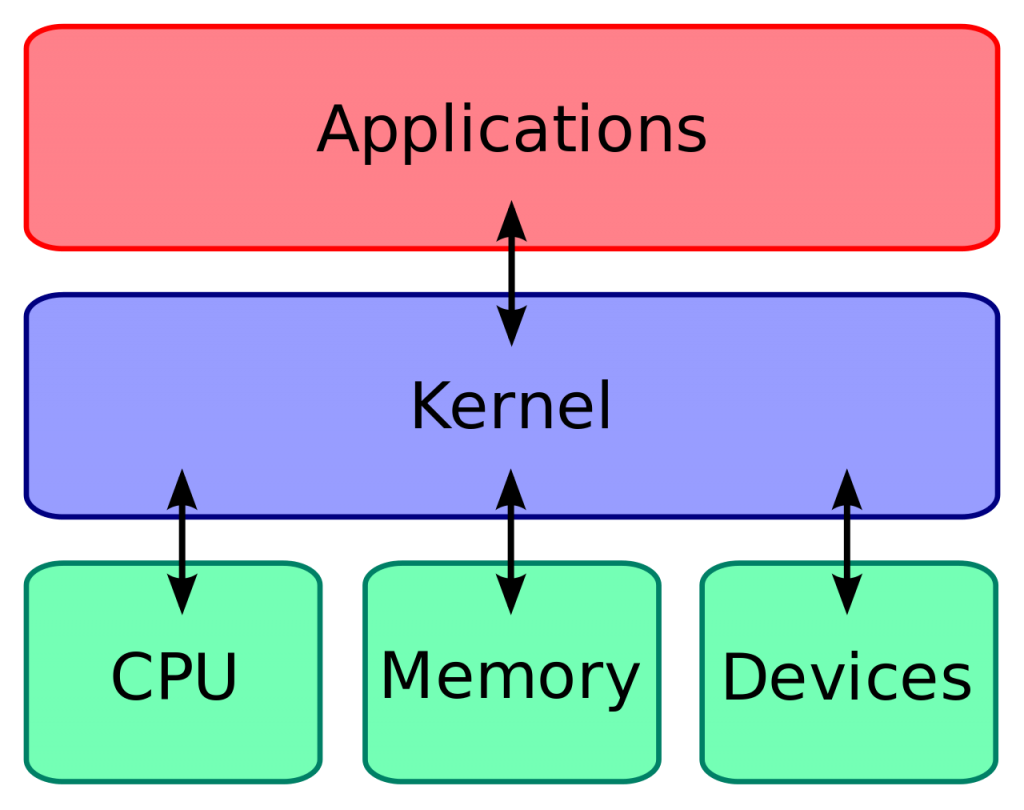 Applications
Kernel
CPU
Memory
Devices